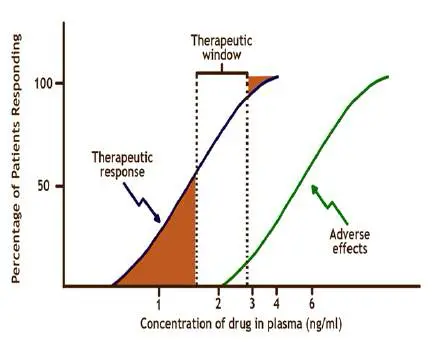 Therapeutic
window
Percentage of Patients Responding
100
50
Therapeutic
response
Adverse
effects
1
2
3
4
6
Concentration of drug in plasma (ng/ml)